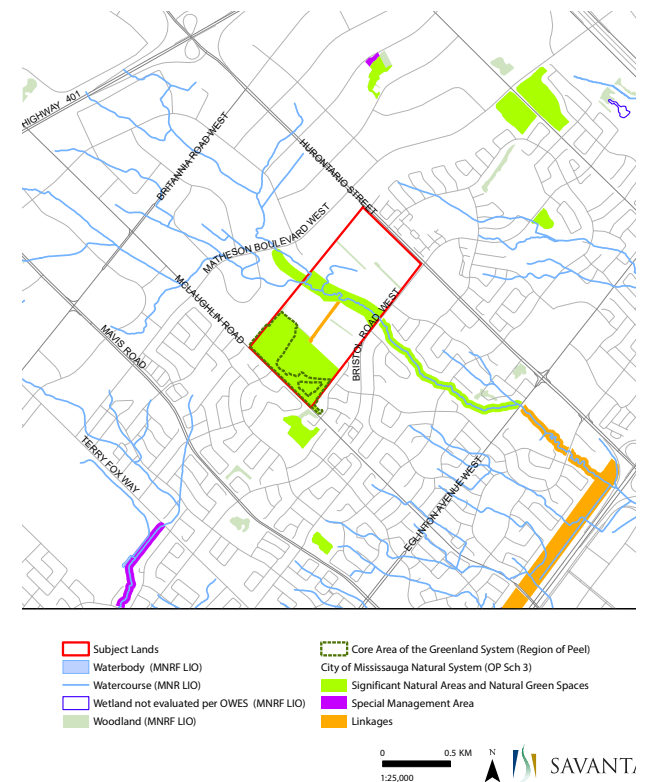 HIGHWAY 401
BRITANNIA ROAD WEST
HURONTARIO STREET
MATHESON BOULEVARD WEST
MCLAUGHLIN ROAD
MAVIS ROAD
BRISTOL ROAD WEST
TERRY FOX WAY
EGLINTON AVENUE WEST
Subject Lands
Waterbody (MNRF LIO)
Watercourse (MNR LIO)
Wetland not evaluated per OWES (MNRF LIO)
Woodland (MNRF LIO)
Core Area of the Greenland System (Region of Peel)
City of Mississauga Natural System (OP Sch 3)
Significant Natural Areas and Natural Green Spaces
Special Management Area
Linkages
0 0.5 KM
1:25,000
N
SAVANTA